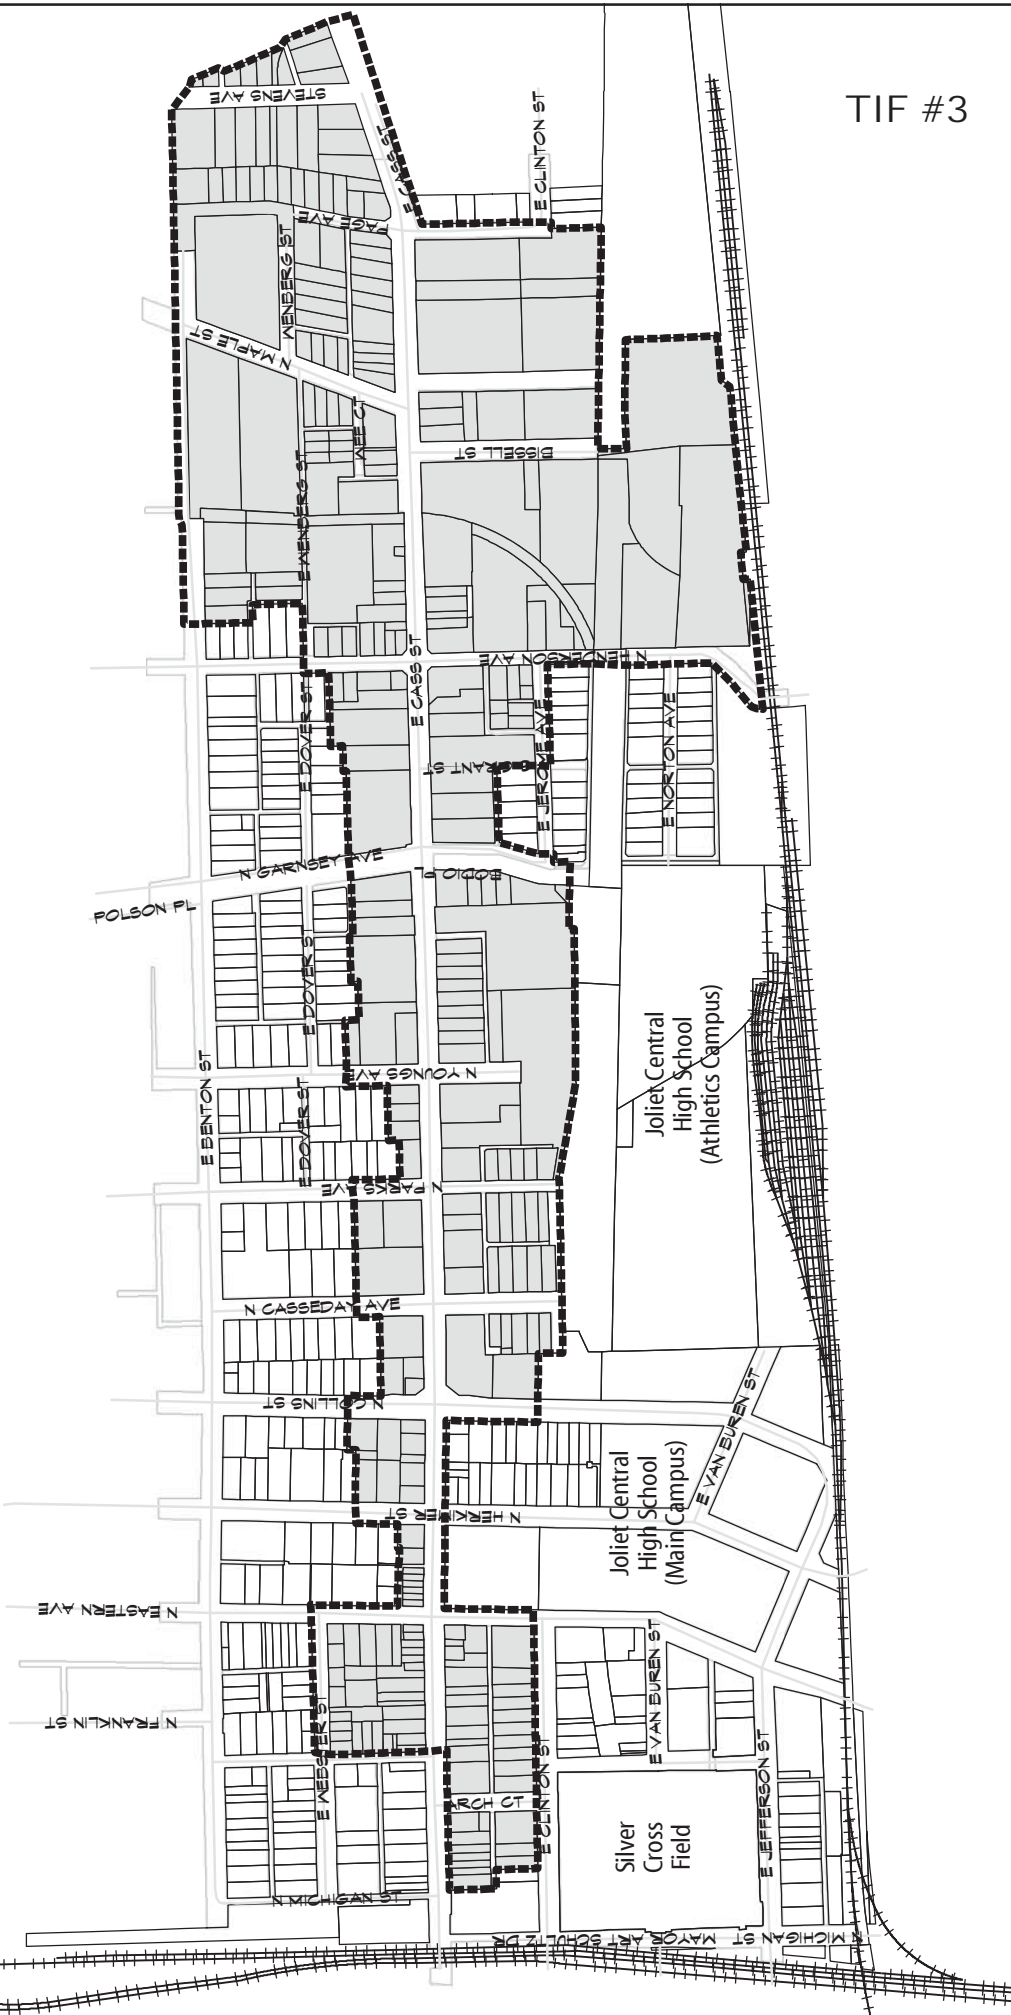 TIF #3
STEVENS AVE
E CASS ST
E CLINTON ST
PAGE AVE
WENBERG ST
N MAPLE ST
MEE CT
BISSELL ST
E WENBERG ST
N HENDERSON AVE
E CASS ST
E DOVER ST
E JEROME AVE
E NORTON AVE
GRANT ST
N GARNSEY AVE
BODIO PL
POLSON PL
E DOVER ST
Joliet Central
High School
(Athletics Campus)
E BENTON ST
N YOUNGS AVE
E DOVER ST
N PARKS AVE
N CASSEDAY AVE
N COLLINS ST
E VAN BUREN ST
Joliet Central
High School
(Main Campus)
N HERKIMER ST
N EASTERN AVE
E VAN BUREN ST
N FRANKLIN ST
E WEBSTER ST
E CLINTON ST
E JEFFERSON ST
ARCH CT
Silver
Cross
Field
N MICHIGAN ST
MAYOR ART SCHULTZ DR
N MICHIGAN ST